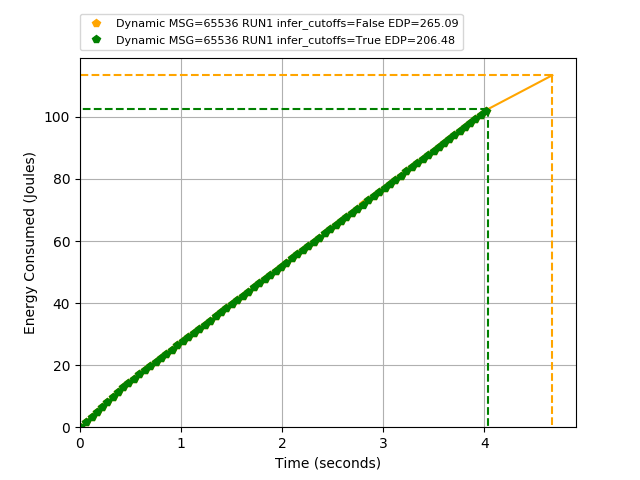 Dynamic MSG=65536 RUN1 infer_cutoffs=False EDP=265.09
Dynamic MSG=65536 RUN1 infer_cutoffs=True EDP=206.48
Energy Consumed (Joules)
100
80
60
40
20
0
0 1 2 3 4
Time (seconds)